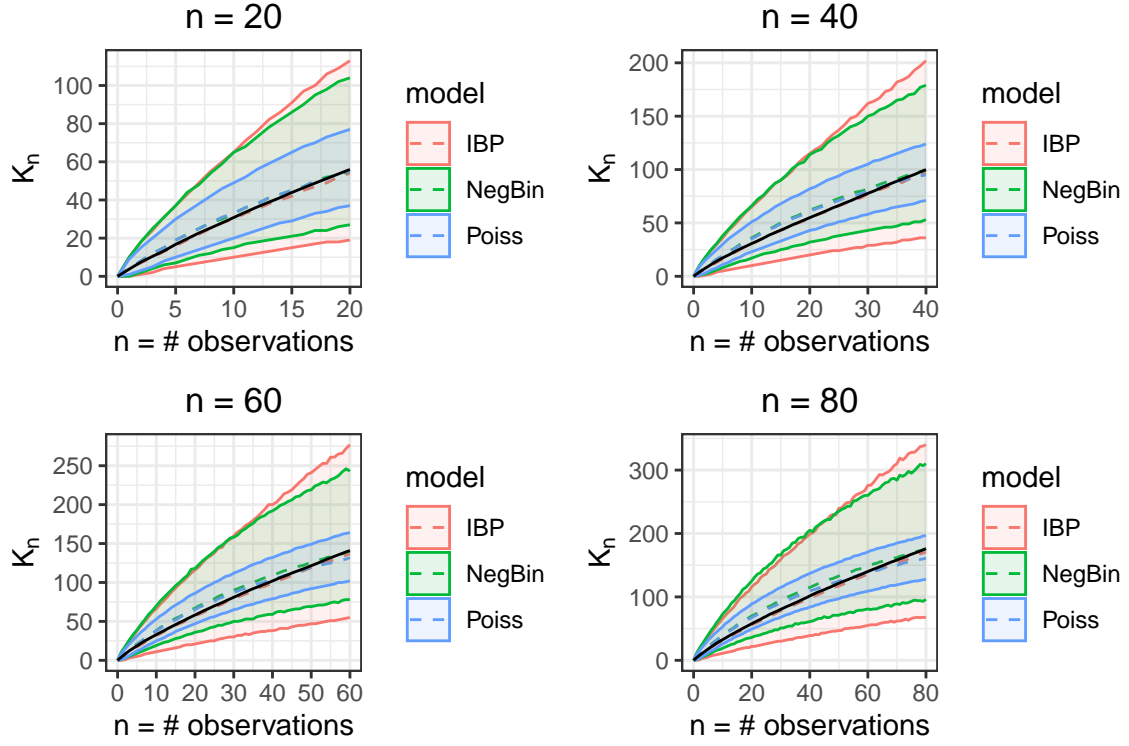 n = 20
100
80
60
40
20
0
K_n
0 5 10 15 20
n = # observations
model
IBP
NegBin
Poiss
n = 40
200
150
100
50
0
K_n
0 10 20 30 40
n = # observations
model
IBP
NegBin
Poiss
n = 60
250
200
150
100
50
0
K_n
0 10 20 30 40 50 60
n = # observations
model
IBP
NegBin
Poiss
n = 80
300
200
100
0
K_n
0 20 40 60 80
n = # observations
model
IBP
NegBin
Poiss